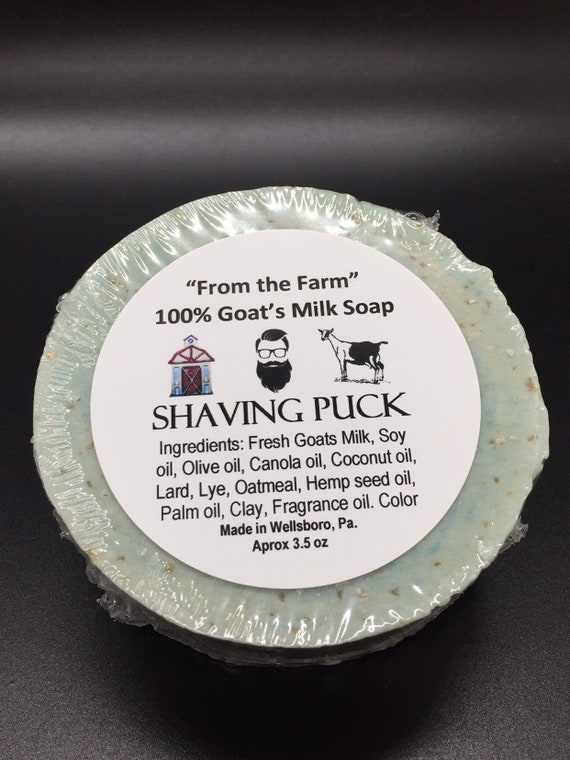 “From the Farm”
100% Goat’s Milk Soap
SHAVING PUCK
Ingredients: Fresh Goats Milk, Soy
oil, Olive oil, Canola oil, Coconut oil,
Lard, Lye, Oatmeal, Hemp seed oil,
Palm oil, Clay, Fragrance oil. Color
Made in Wellsboro, Pa.
Aprox 3.5 oz